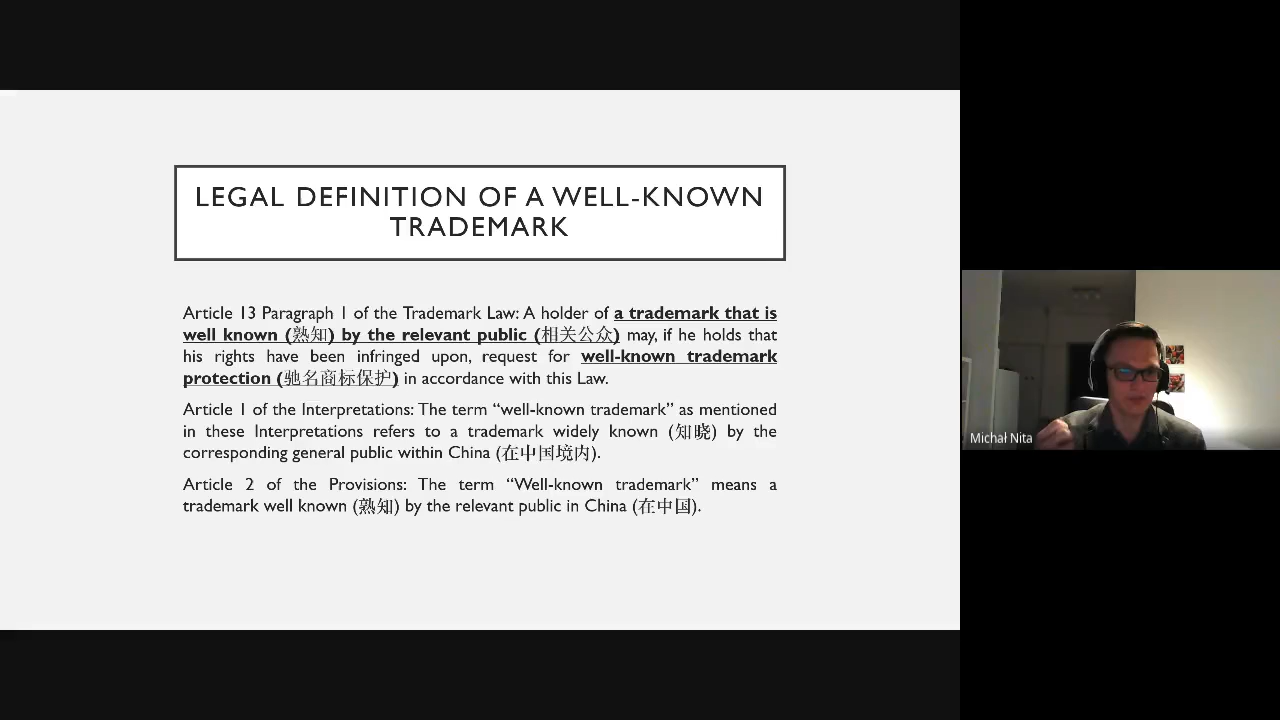 LEGAL DEFINITION OF A WELL-KNOWN
TRADEMARK
Article 13 Paragraph 1 of the Trademark Law: A holder of a trademark that is
well known (熟知) by the relevant public (相关公众) may, if he holds that
his rights have been infringed upon, request for well-known trademark
protection (驰名商标保护) in accordance with this Law.
Article 1 of the Interpretations: The term “well-known trademark” as mentioned
in these Interpretations refers to a trademark widely known (知晓) by the
corresponding general public within China (在中国境内).
Article 2 of the Provisions: The term “Well-known trademark” means a
trademark well known (熟知) by the relevant public in China (在中国).
Michał Nita